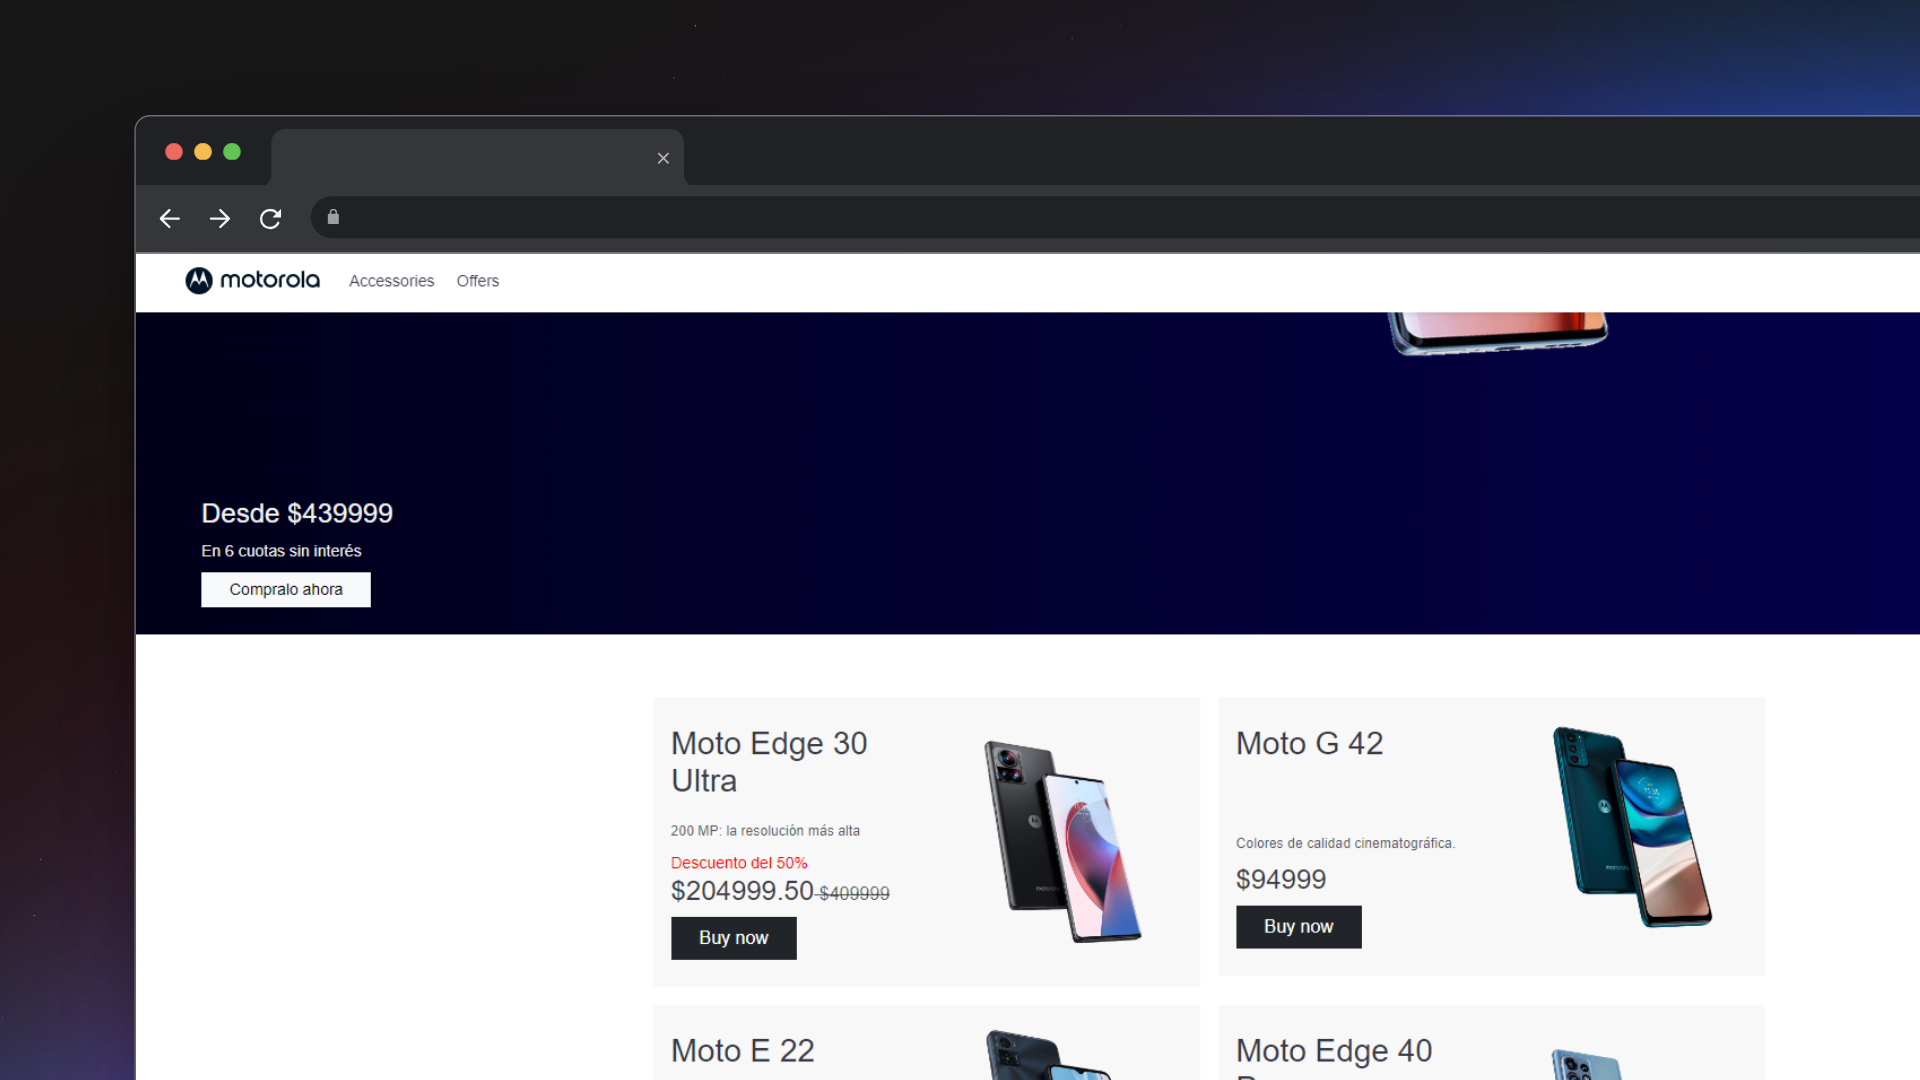 motorola Accessories Offers
Desde $439999
En 6 cuotas sin interés
Compralo ahora
Moto Edge 30
Ultra
200 MP: la resolución más alta
Descuento del 50%
$204999.50 $409999
Buy now
Moto G 42
Colores de calidad cinematográfica.
$94999
Buy now
Moto E 22
Moto Edge 40